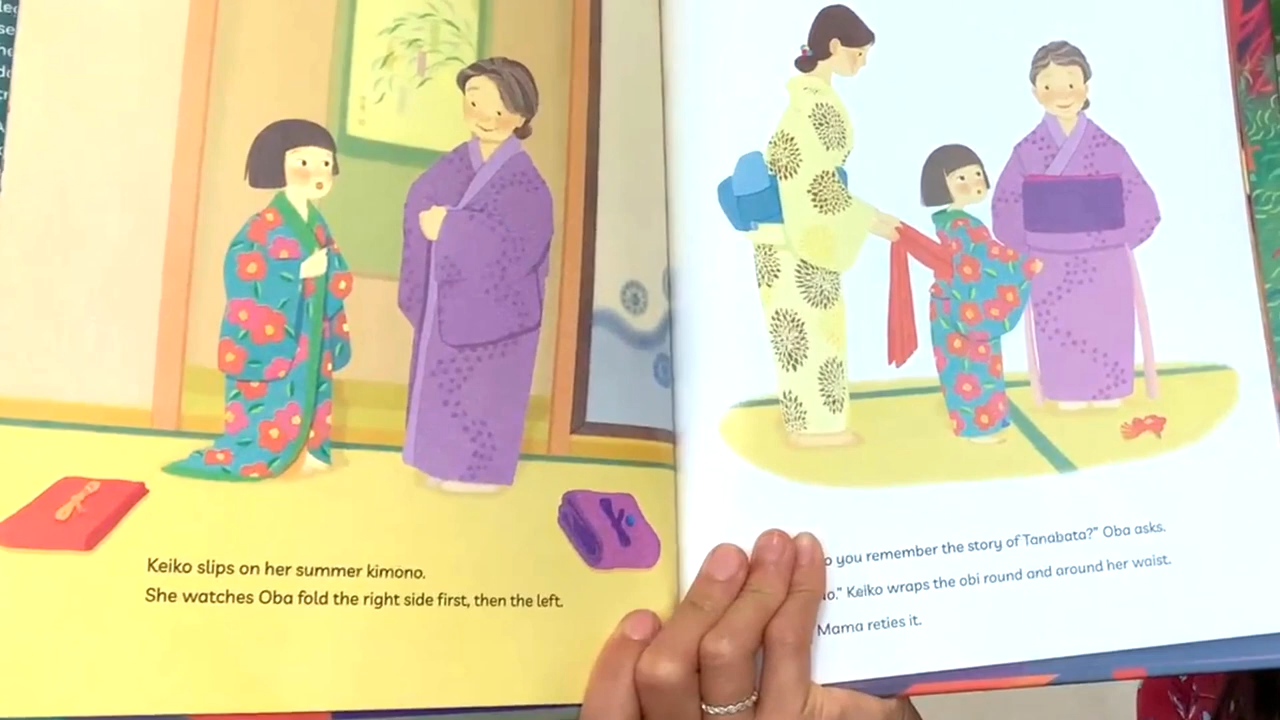 Keiko slips on her summer kimono.
She watches Oba fold the right side first, then the left.
you remember the story of Tanabata?" Oba asks.
Keiko wraps the obi round and around her waist.
Mama reties it.